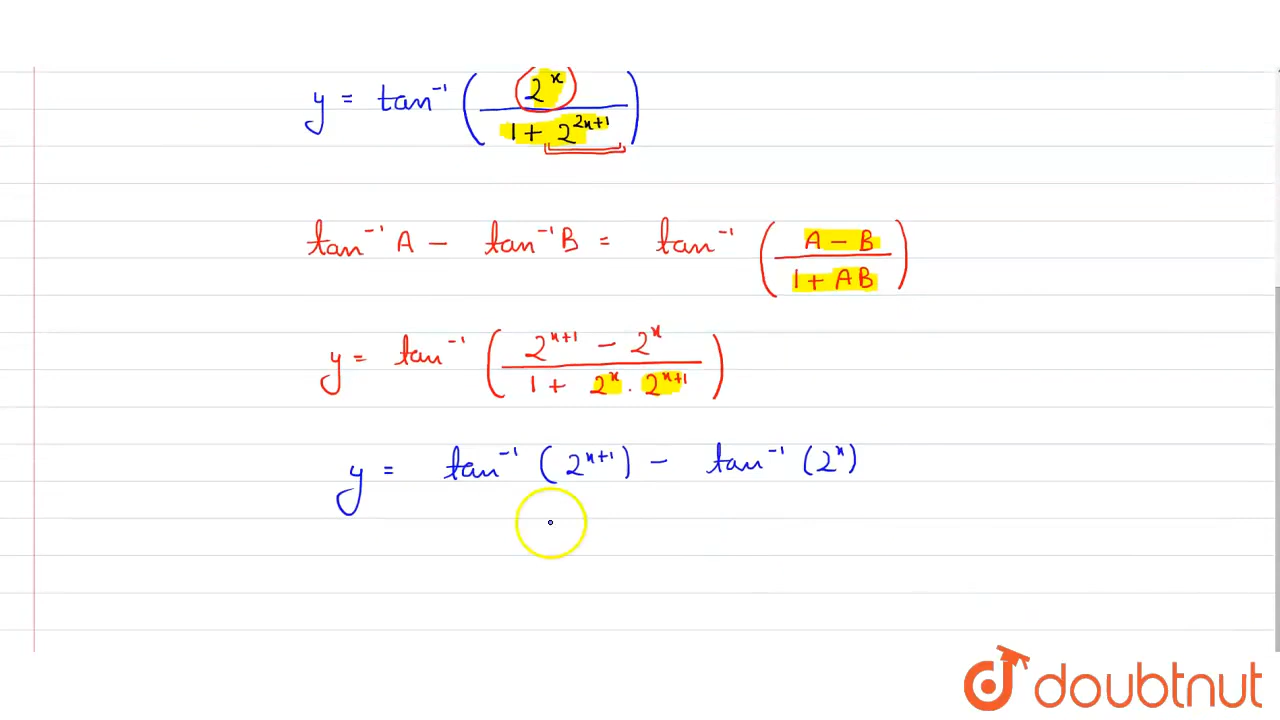 y = tan⁻¹ ( 2ˣ / 1 + 2²ˣ⁺¹ )
tan⁻¹ A − tan⁻¹ B = tan⁻¹ ( A − B / 1 + AB )
y = tan⁻¹ ( 2ˣ⁺¹ − 2ˣ / 1 + 2ˣ . 2ˣ⁺¹ )
y = tan⁻¹ (2ˣ⁺¹) − tan⁻¹ (2ˣ)
doubtnut